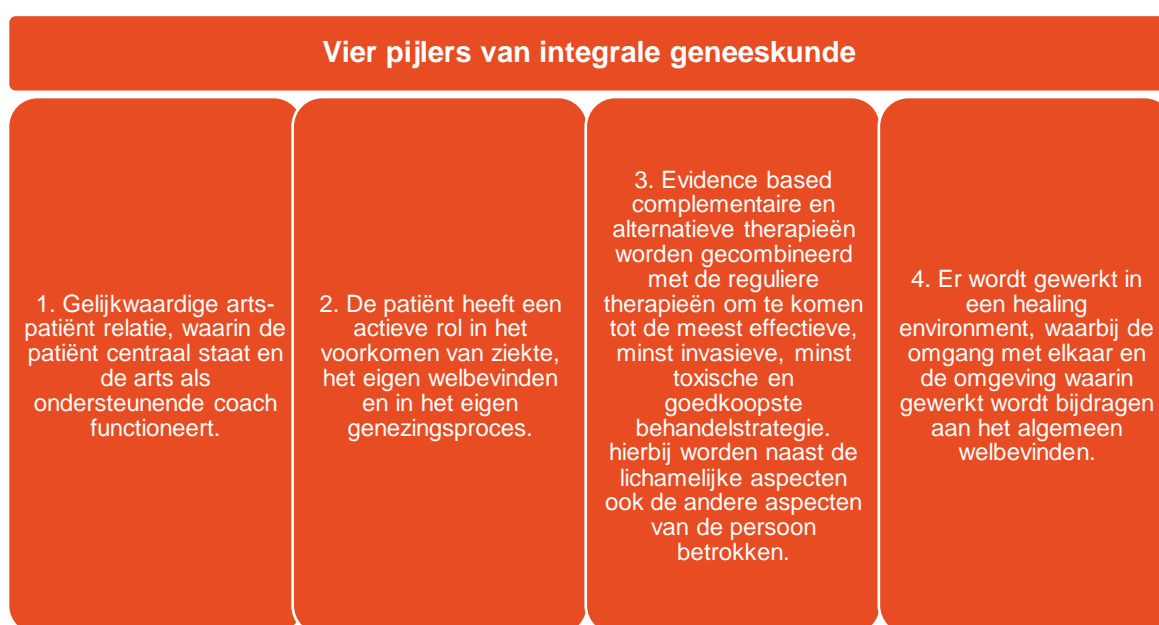 Vier pijlers van integrale geneeskunde
1. Gelijkwaardige arts-
patiënt relatie, waarin de
patiënt centraal staat en
de arts als
ondersteunende coach
functioneert.
2. De patiënt heeft een
actieve rol in het
voorkomen van ziekte,
het eigen welbevinden
en in het eigen
genezingsproces.
3. Evidence based
complementaire en
alternatieve therapieën
worden gecombineerd
met de reguliere
therapieën om te komen
tot de meest effectieve,
minst invasieve, minst
toxische en
goedkoopste
behandelstrategie.
hierbij worden naast de
lichamelijke aspecten
ook de andere aspecten
van de persoon
betrokken.
4. Er wordt gewerkt in
een healing
environment, waarbij de
omgang met elkaar en
de omgeving waarin
gewerkt wordt bijdragen
aan het algemeen
welbevinden.